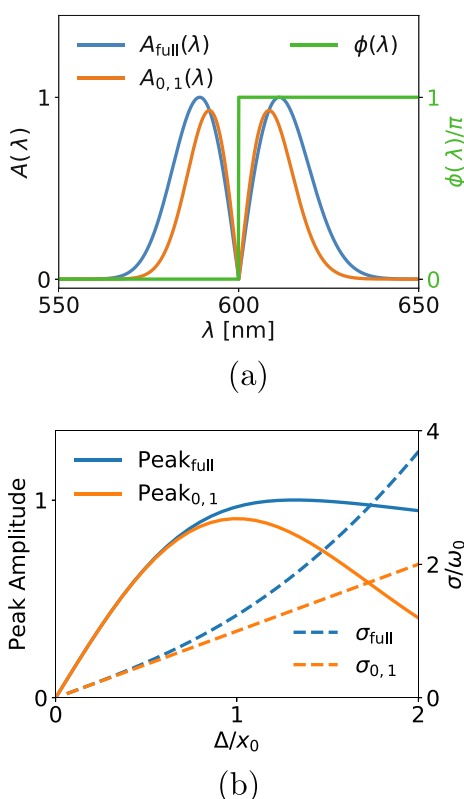 A_full(λ)
ϕ(λ)
A_0,1(λ)
1
1
A(λ)
ϕ(λ)/π
0
0
550
600
650
λ [nm]
(a)
4
Peak_full
Peak_0,1
1
Peak Amplitude
σ/ω_0
2
σ_full
σ_0,1
0
0
0
1
2
Δ/x_0
(b)